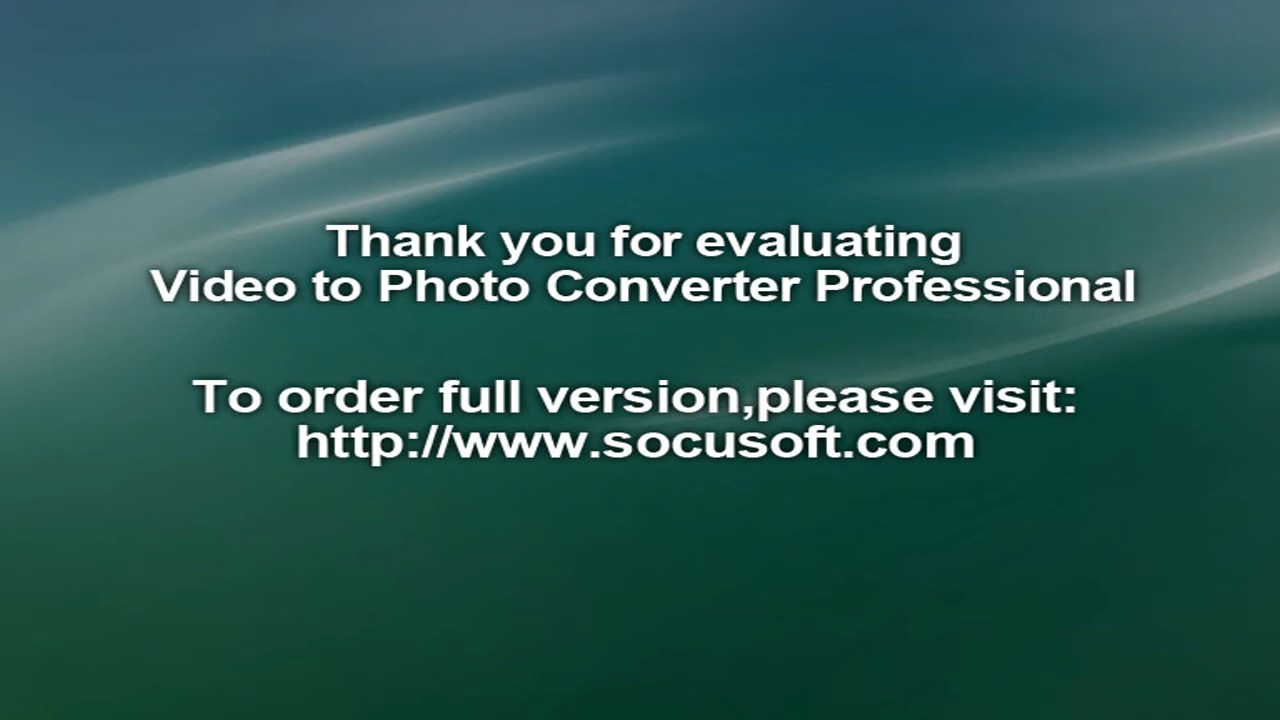 Thank you for evaluating
Video to Photo Converter Professional
To order full version,please visit:
http://www.socusoft.com